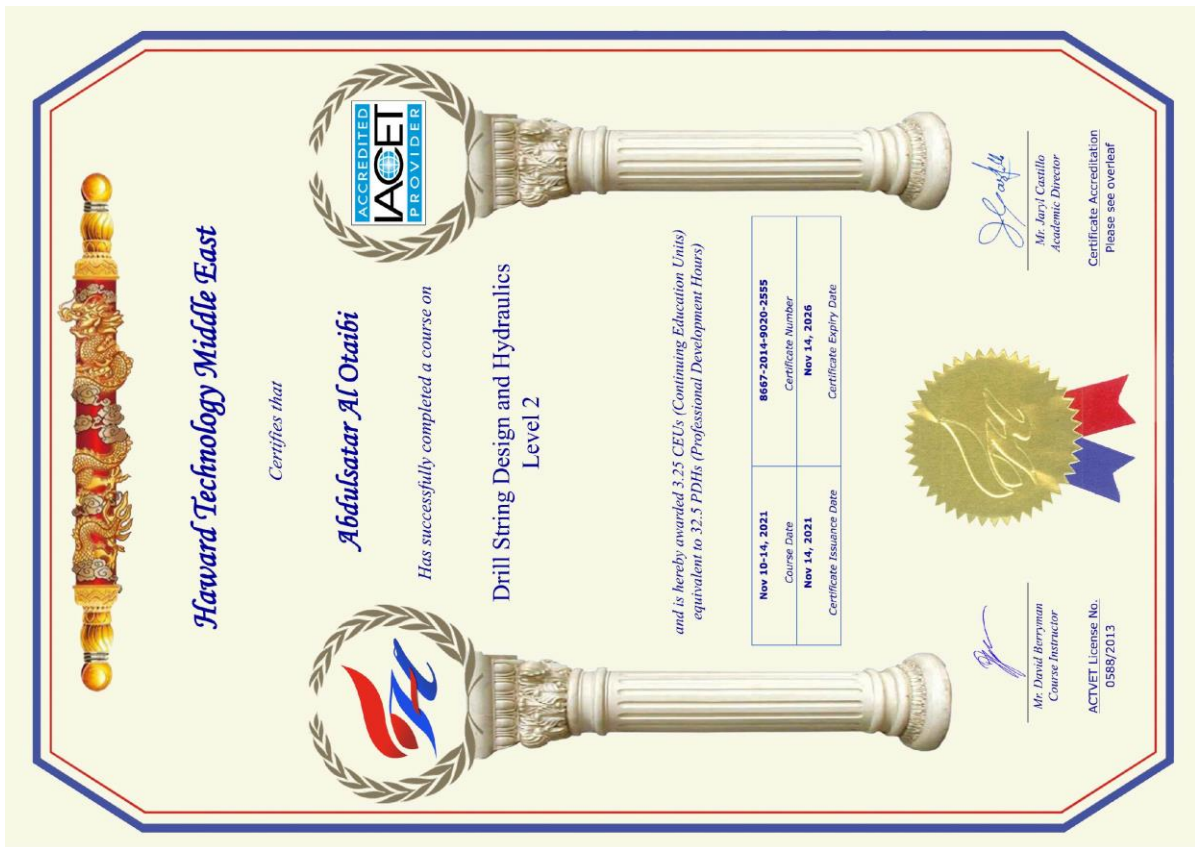 ACCREDITED
IACET
PROVIDER
Haward Technology Middle East
Certifies that
Abdulsatar Al Otaibi
Has successfully completed a course on
Drill String Design and Hydraulics
Level 2
and is hereby awarded 3.25 CEUs (Continuing Education Units)
equivalent to 32.5 PDHs (Professional Development Hours)
Nov 10-14, 2021 8667-2014-9020-2555
Course Date Certificate Number
Nov 14, 2021 Nov 14, 2026
Certificate Issuance Date Certificate Expiry Date
Mr. David Berryman
Course Instructor
ACTVET License No.
0588/2013
Mr. Jaryl Castillo
Academic Director
Certificate Accreditation
Please see overleaf